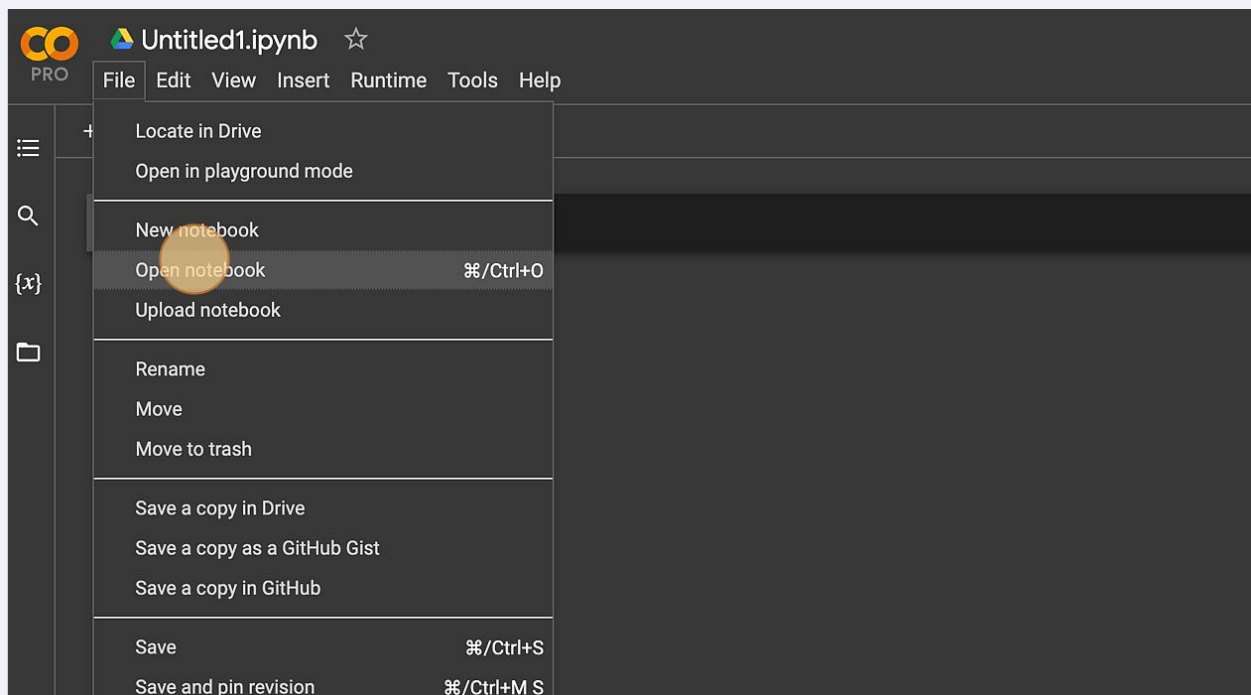 CO Untitled1.ipynb
PRO
File Edit View Insert Runtime Tools Help
+
Locate in Drive
Open in playground mode
New notebook
{x}
Open notebook ⌘/Ctrl+O
Upload notebook
Rename
Move
Move to trash
Save a copy in Drive
Save a copy as a GitHub Gist
Save a copy in GitHub
Save ⌘/Ctrl+S
Save and pin revision ⌘/Ctrl+M S